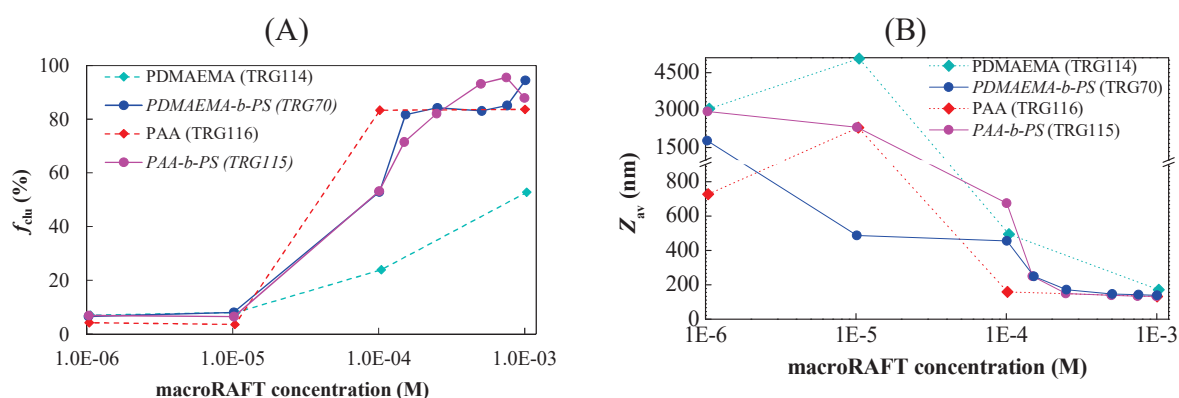 (A)
100
80
60
40
20
0
f_clu (%)
PDMAEMA (TRG114)
PDMAEMA-b-PS (TRG70)
PAA (TRG116)
PAA-b-PS (TRG115)
1.0E-06 1.0E-05 1.0E-04 1.0E-03
macroRAFT concentration (M)
(B)
4500
3000
1500
800
600
400
200
0
Z_av (nm)
PDMAEMA (TRG114)
PDMAEMA-b-PS (TRG70)
PAA (TRG116)
PAA-b-PS (TRG115)
1E-6 1E-5 1E-4 1E-3
macroRAFT concentration (M)